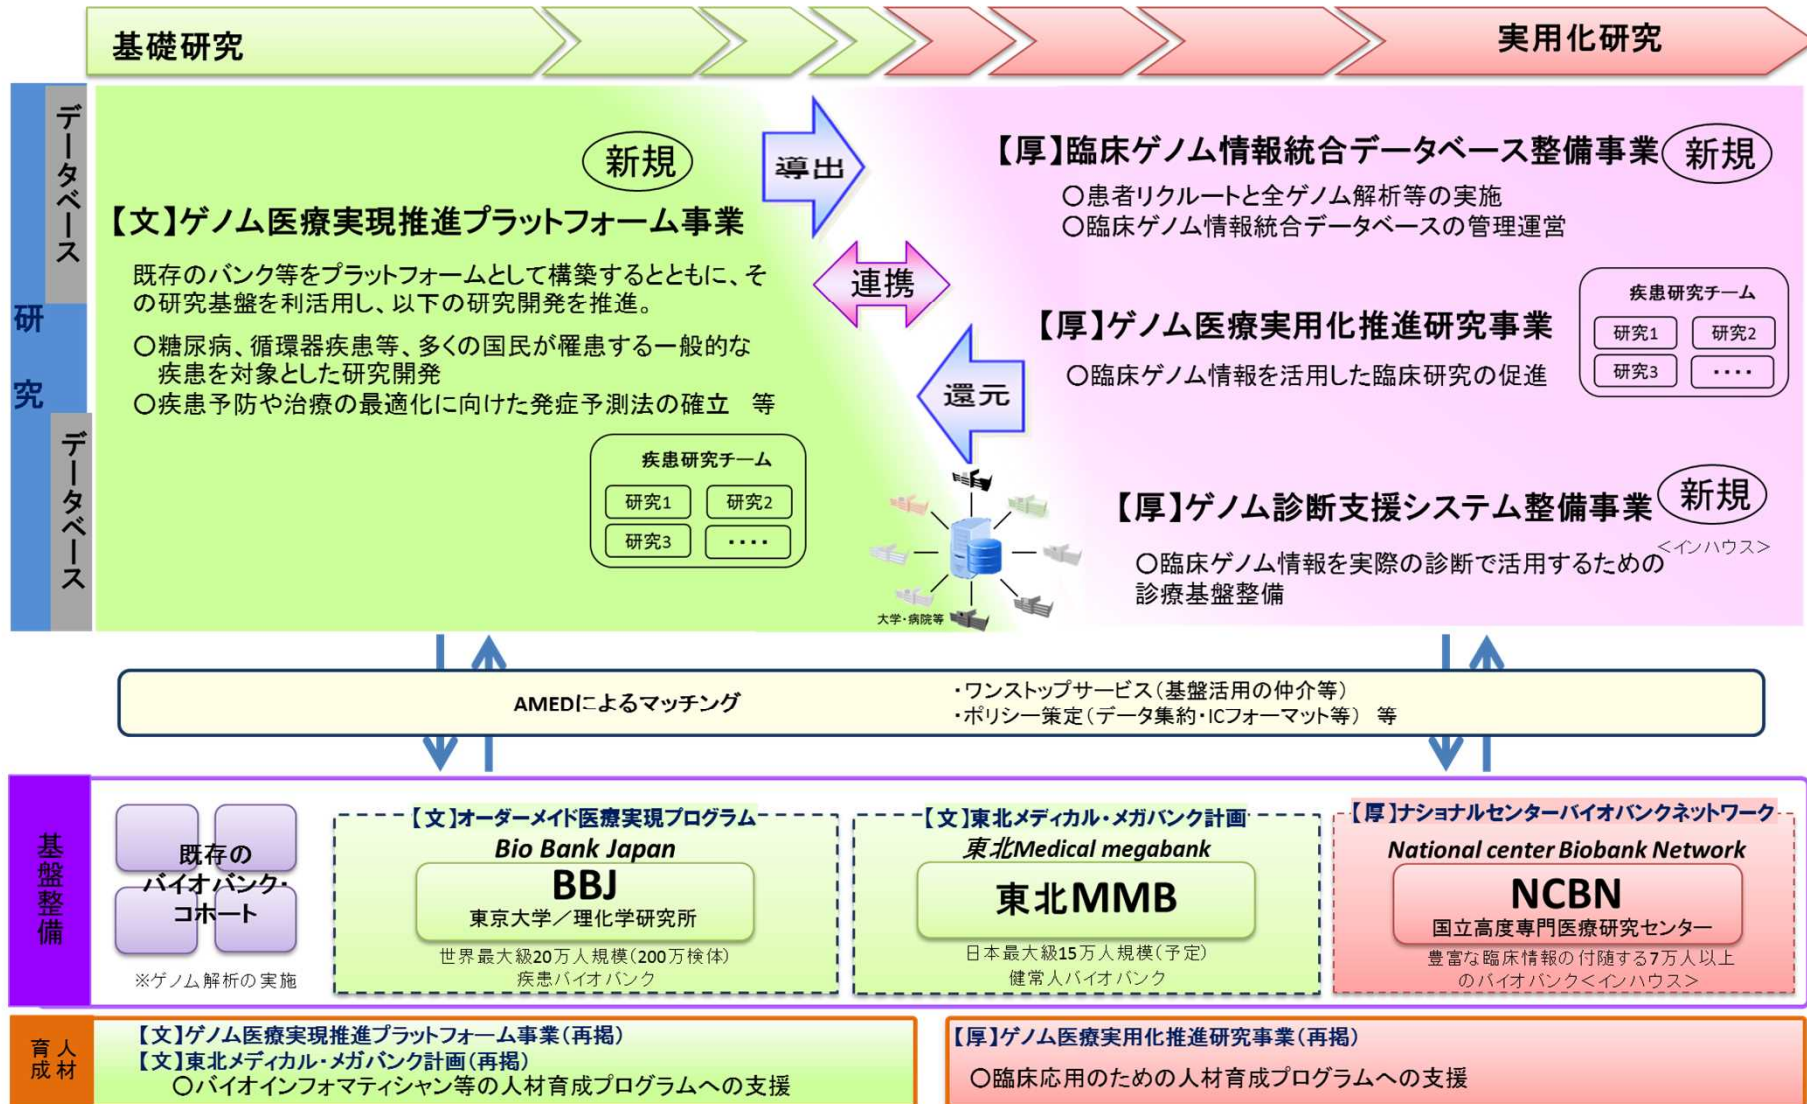 基礎研究
実用化研究
研究
データベース
データベース
新規
【文】ゲノム医療実現推進プラットフォーム事業
既存のバンク等をプラットフォームとして構築するとともに、そ
の研究基盤を利活用し、以下の研究開発を推進。
○糖尿病、循環器疾患等、多くの国民が罹患する一般的な
疾患を対象とした研究開発
○疾患予防や治療の最適化に向けた発症予測法の確立 等
疾患研究チーム
研究1
研究2
研究3
････
導出
連携
還元
大学・病院等
【厚】臨床ゲノム情報統合データベース整備事業
新規
○患者リクルートと全ゲノム解析等の実施
○臨床ゲノム情報統合データベースの管理運営
【厚】ゲノム医療実用化推進研究事業
○臨床ゲノム情報を活用した臨床研究の促進
疾患研究チーム
研究1
研究2
研究3
････
【厚】ゲノム診断支援システム整備事業
新規
＜インハウス＞
○臨床ゲノム情報を実際の診断で活用するための
診療基盤整備
AMEDによるマッチング
・ワンストップサービス（基盤活用の仲介等）
・ポリシー策定（データ集約・ICフォーマット等） 等
基盤整備
既存の
バイオバンク・
コホート
※ゲノム解析の実施
【文】オーダーメイド医療実現プログラム
Bio Bank Japan
BBJ
東京大学／理化学研究所
世界最大級20万人規模（200万検体）
疾患バイオバンク
【文】東北メディカル・メガバンク計画
東北Medical megabank
東北MMB
日本最大級15万人規模（予定）
健常人バイオバンク
【厚】ナショナルセンターバイオバンクネットワーク
National center Biobank Network
NCBN
国立高度専門医療研究センター
豊富な臨床情報の付随する7万人以上
のバイオバンク＜インハウス＞
人材育成
【文】ゲノム医療実現推進プラットフォーム事業（再掲）
【文】東北メディカル・メガバンク計画（再掲）
○バイオインフォマティシャン等の人材育成プログラムへの支援
【厚】ゲノム医療実用化推進研究事業（再掲）
○臨床応用のための人材育成プログラムへの支援